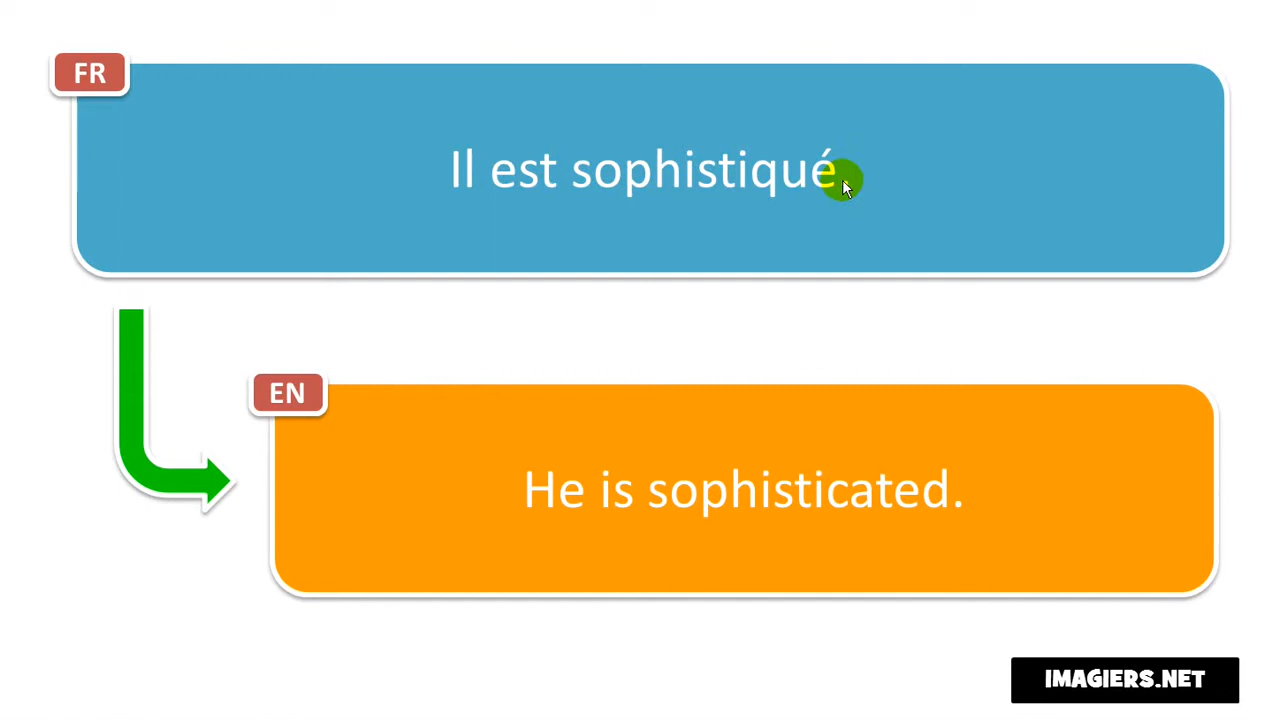 FR
Il est sophistiqué.
EN
He is sophisticated.
IMAGIERS.NET